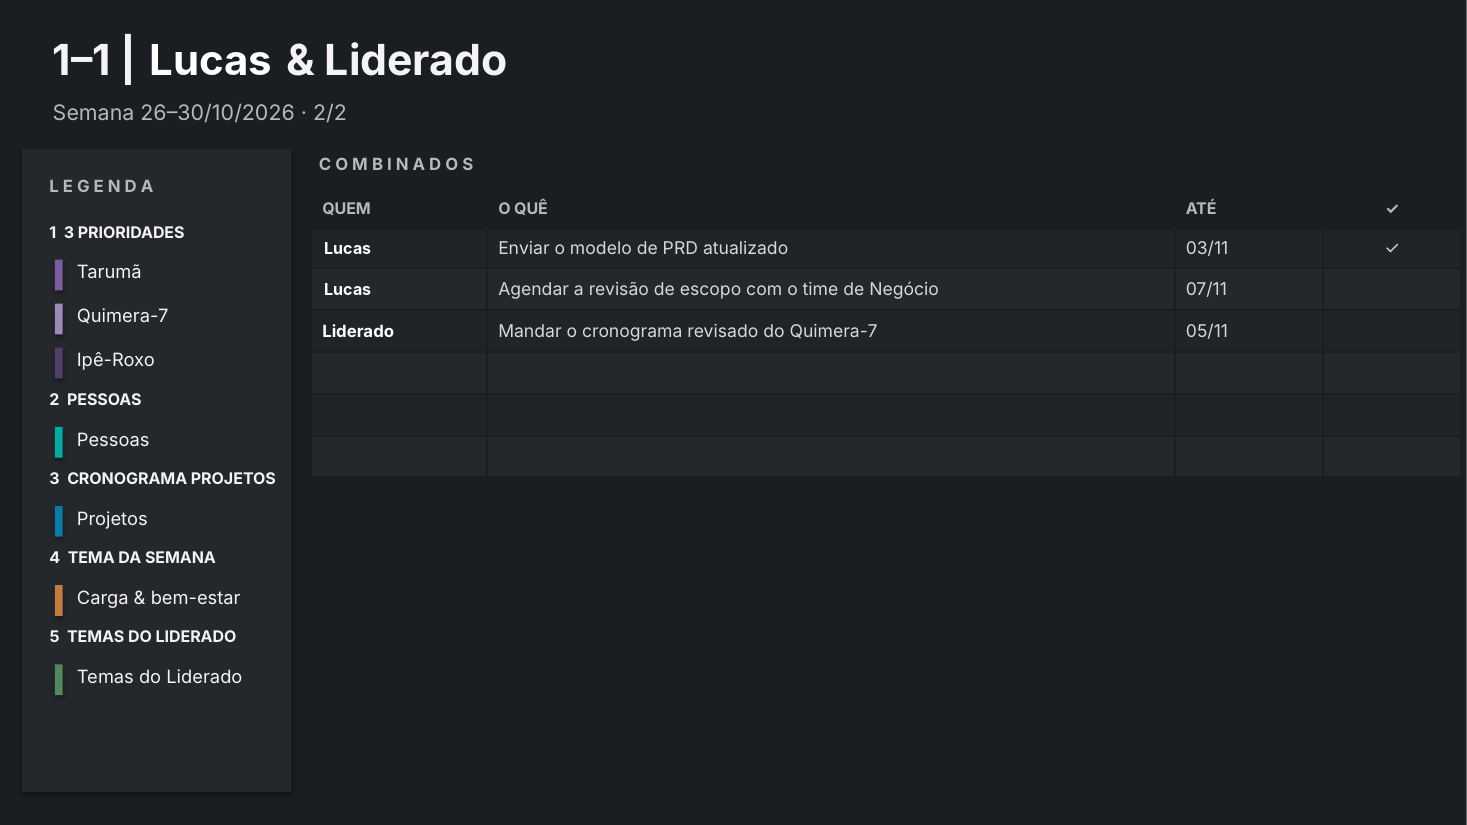 1–1 | Lucas & Liderado
Semana 26–30/10/2026 · 2/2
LEGENDA
1 3 PRIORIDADES
Tarumã
Quimera-7
Ipê-Roxo
2 PESSOAS
Pessoas
3 CRONOGRAMA PROJETOS
Projetos
4 TEMA DA SEMANA
Carga & bem-estar
5 TEMAS DO LIDERADO
Temas do Liderado
COMBINADOS
QUEM O QUÊ ATÉ ✓
Lucas Enviar o modelo de PRD atualizado 03/11 ✓
Lucas Agendar a revisão de escopo com o time de Negócio 07/11
Liderado Mandar o cronograma revisado do Quimera-7 05/11